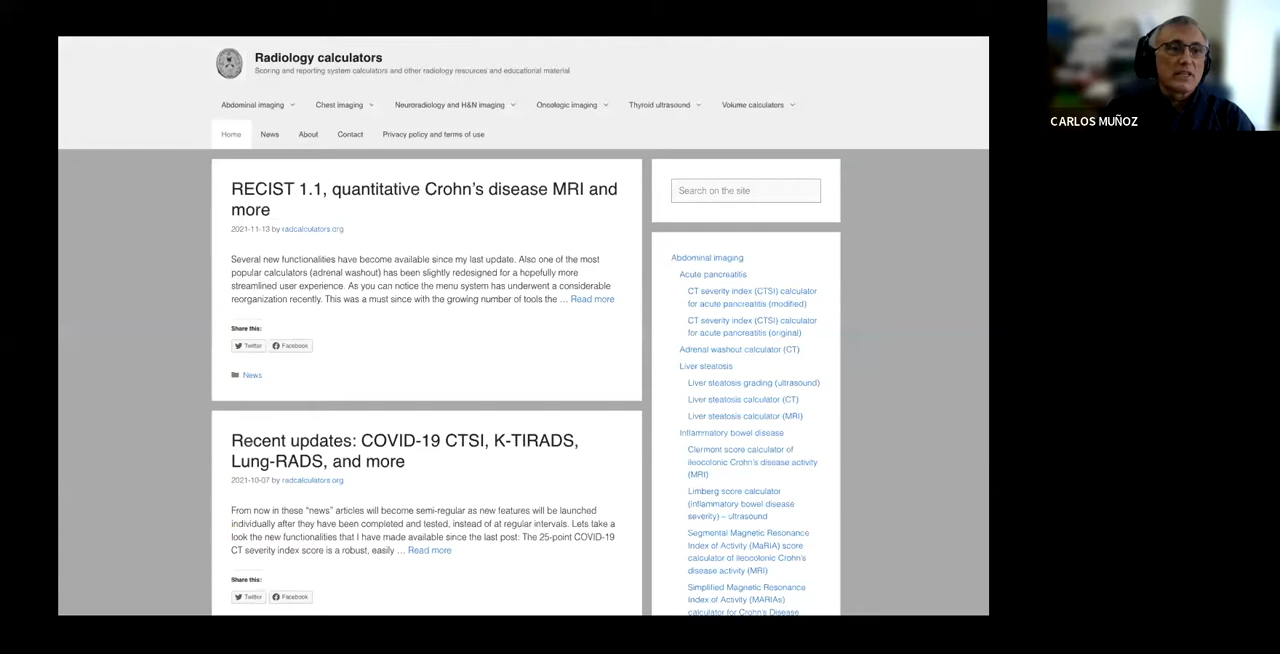 Radiology calculators
Scoring and reporting system calculators and other radiology resources and educational material
Abdominal imaging
Chest imaging
Neuroradiology and H&N imaging
Oncologic imaging
Thyroid ultrasound
Volume calculators
Home
News
About
Contact
Privacy policy and terms of use
RECIST 1.1, quantitative Crohn's disease MRI and
more
2021-11-13 by radcalculators.org
Several new functionalities have become available since my last update. Also one of the most
popular calculators (adrenal washout) has been slightly redesigned for a hopefully more
streamlined user experience. As you can notice the menu system has underwent a considerable
reorganization recently. This was a must since with the growing number of tools the … Read more
Share this:
Twitter
Facebook
News
Recent updates: COVID-19 CTSI, K-TIRADS,
Lung-RADS, and more
2021-10-07 by radcalculators.org
From now in these "news" articles will become semi-regular as new features will be launched
individually after they have been completed and tested, instead of at regular intervals. Lets take a
look the new functionalities that I have made available since the last post: The 25-point COVID-19
CT severity index score is a robust, easily … Read more
Share this:
Twitter
Facebook
Search on the site
Abdominal imaging
Acute pancreatitis
CT severity index (CTSI) calculator
for acute pancreatitis (modified)
CT severity index (CTSI) calculator
for acute pancreatitis (original)
Adrenal washout calculator (CT)
Liver steatosis
Liver steatosis grading (ultrasound)
Liver steatosis calculator (CT)
Liver steatosis calculator (MRI)
Inflammatory bowel disease
Clermont score calculator of
ileocolonic Crohn's disease activity
(MRI)
Limberg score calculator
(inflammatory bowel disease
severity) – ultrasound
Segmental Magnetic Resonance
Index of Activity (MaRIA) score
calculator of ileocolonic Crohn's
disease activity (MRI)
Simplified Magnetic Resonance
Index of Activity (MARIAs)
calculator for Crohn's Disease
CARLOS MUÑOZ